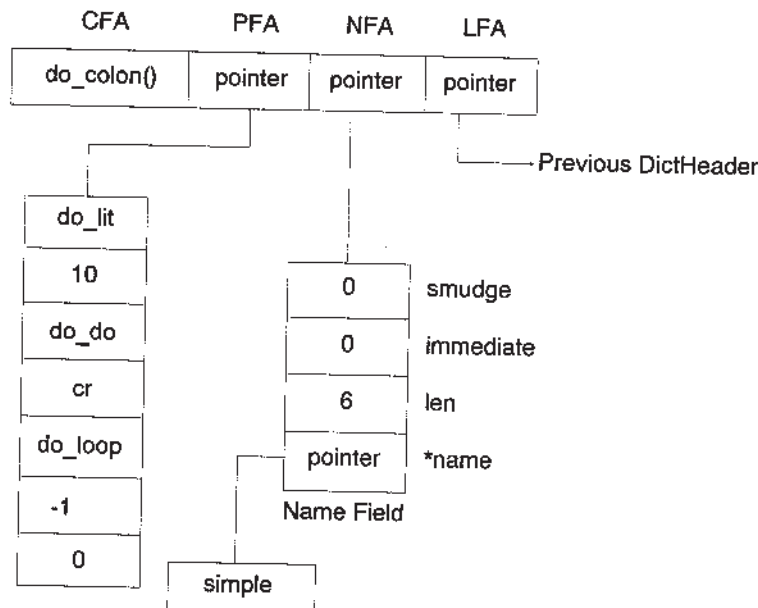 CFA PFA NFA LFA
do_colon() pointer pointer pointer
Previous DictHeader
do_lit
10
do_do
cr
do_loop
-1
0
0 smudge
0 immediate
6 len
pointer *name
Name Field
simple